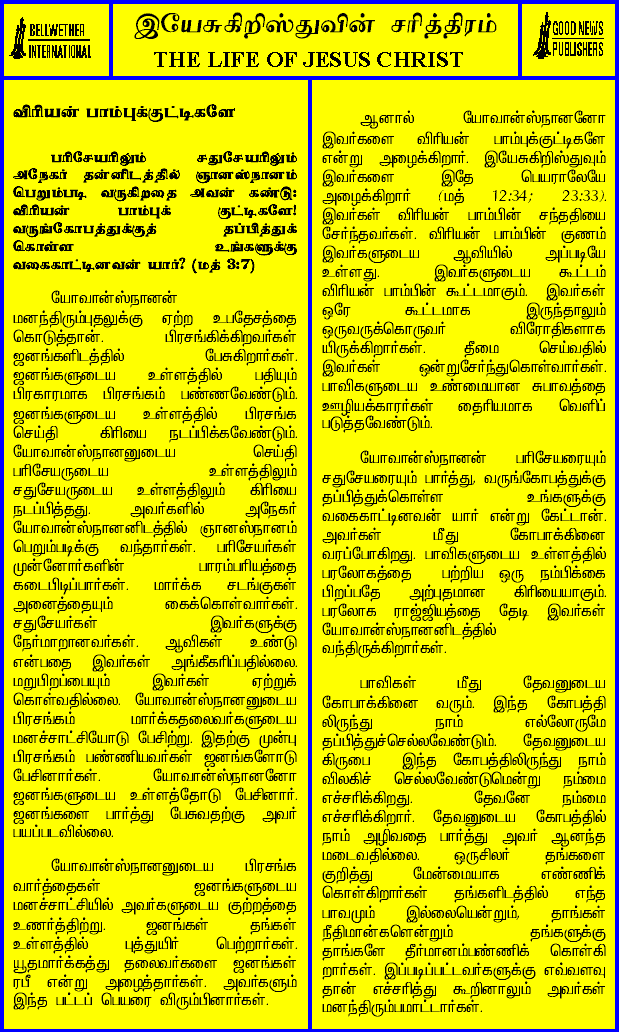 BELLWETHER
INTERNATIONAL
இயேசுகிறிஸ்துவின் சரித்திரம்
THE LIFE OF JESUS CHRIST
GOOD NEWS
PUBLISHERS
விரியன் பாம்புக்குட்டிகளே
பரிசேயரிலும் சதுசேயரிலும்
அநேகர் தன்னிடத்தில் ஞானஸ்நானம்
பெறும்படி வருகிறதை அவன் கண்டு:
விரியன் பாம்புக் குட்டிகளே!
வருங்கோபத்துக்குத் தப்பித்துக்
கொள்ள உங்களுக்கு
வகைகாட்டினவன் யார்? (மத் 3:7)
யோவான்ஸ்நானன்
மனந்திரும்புதலுக்கு ஏற்ற உபதேசத்தை
கொடுத்தான். பிரசங்கிக்கிறவர்கள்
ஜனங்களிடத்தில் பேசுகிறார்கள்.
ஜனங்களுடைய உள்ளத்தில் பதியும்
பிரகாரமாக பிரசங்கம் பண்ணவேண்டும்.
ஜனங்களுடைய உள்ளத்தில் பிரசங்க
செய்தி கிரியை நடப்பிக்கவேண்டும்.
யோவான்ஸ்நானனுடைய செய்தி
பரிசேயருடைய உள்ளத்திலும்
சதுசேயருடைய உள்ளத்திலும் கிரியை
நடப்பித்தது. அவர்களில் அநேகர்
யோவான்ஸ்நானனிடத்தில் ஞானஸ்நானம்
பெறும்படிக்கு வந்தார்கள். பரிசேயர்கள்
முன்னோர்களின் பாரம்பரியத்தை
கடைபிடிப்பார்கள். மார்க்க சடங்குகள்
அனைத்தையும் கைக்கொள்வார்கள்.
சதுசேயர்கள் இவர்களுக்கு
நேர்மாறானவர்கள். ஆவிகள் உண்டு
என்பதை இவர்கள் அங்கீகரிப்பதில்லை.
மறுபிறப்பையும் இவர்கள் ஏற்றுக்
கொள்வதில்லை. யோவான்ஸ்நானனுடைய
பிரசங்கம் மார்க்கதலைவர்களுடைய
மனச்சாட்சியோடு பேசிற்று. இதற்கு முன்பு
பிரசங்கம் பண்ணியவர்கள் ஜனங்களோடு
பேசினார்கள். யோவான்ஸ்நானனோ
ஜனங்களுடைய உள்ளத்தோடு பேசினார்.
ஜனங்களை பார்த்து பேசுவதற்கு அவர்
பயப்படவில்லை.
யோவான்ஸ்நானனுடைய பிரசங்க
வார்த்தைகள் ஜனங்களுடைய
மனச்சாட்சியில் அவர்களுடைய குற்றத்தை
உணர்த்திற்று. ஜனங்கள் தங்கள்
உள்ளத்தில் புத்துயிர் பெற்றார்கள்.
யூதமார்க்கத்து தலைவர்களை ஜனங்கள்
ரபீ என்று அழைத்தார்கள். அவர்களும்
இந்த பட்டப் பெயரை விரும்பினார்கள்.
ஆனால் யோவான்ஸ்நானனோ
இவர்களை விரியன் பாம்புக்குட்டிகளே
என்று அழைக்கிறார். இயேசுகிறிஸ்துவும்
இவர்களை இதே பெயராலேயே
அழைக்கிறார் (மத் 12:34; 23:33).
இவர்கள் விரியன் பாம்பின் சந்ததியை
சேர்ந்தவர்கள். விரியன் பாம்பின் குணம்
இவர்களுடைய ஆவியில் அப்படியே
உள்ளது. இவர்களுடைய கூட்டம்
விரியன் பாம்பின் கூட்டமாகும். இவர்கள்
ஒரே கூட்டமாக இருந்தாலும்
ஒருவருக்கொருவர் விரோதிகளாக
யிருக்கிறார்கள். தீமை செய்வதில்
இவர்கள் ஒன்றுசேர்ந்துகொள்வார்கள்.
பாவிகளுடைய உண்மையான சுபாவத்தை
ஊழியக்காரர்கள் தைரியமாக வெளிப்
படுத்தவேண்டும்.
யோவான்ஸ்நானன் பரிசேயரையும்
சதுசேயரையும் பார்த்து, வருங்கோபத்துக்கு
தப்பித்துக்கொள்ள உங்களுக்கு
வகைகாட்டினவன் யார் என்று கேட்டான்.
அவர்கள் மீது கோபாக்கினை
வரப்போகிறது. பாவிகளுடைய உள்ளத்தில்
பரலோகத்தை பற்றிய ஒரு நம்பிக்கை
பிறப்பதே அற்புதமான கிரியையாகும்.
பரலோக ராஜ்ஜியத்தை தேடி இவர்கள்
யோவான்ஸ்நானனிடத்தில்
வந்திருக்கிறார்கள்.
பாவிகள் மீது தேவனுடைய
கோபாக்கினை வரும். இந்த கோபத்தி
லிருந்து நாம் எல்லோருமே
தப்பித்துச்செல்லவேண்டும். தேவனுடைய
கிருபை இந்த கோபத்திலிருந்து நாம்
விலகிச் செல்லவேண்டுமென்று நம்மை
எச்சரிக்கிறது. தேவனே நம்மை
எச்சரிக்கிறார். தேவனுடைய கோபத்தில்
நாம் அழிவதை பார்த்து அவர் ஆனந்த
மடைவதில்லை. ஒருசிலர் தங்களை
குறித்து மேன்மையாக எண்ணிக்
கொள்கிறார்கள் தங்களிடத்தில் எந்த
பாவமும் இல்லையென்றும், தாங்கள்
நீதிமான்களென்றும் தங்களுக்கு
தாங்களே தீர்மானம்பண்ணிக் கொள்கி
றார்கள். இப்படிப்பட்டவர்களுக்கு எவ்வளவு
தான் எச்சரித்து கூறினாலும் அவர்கள்
மனந்திரும்பமாட்டார்கள்.